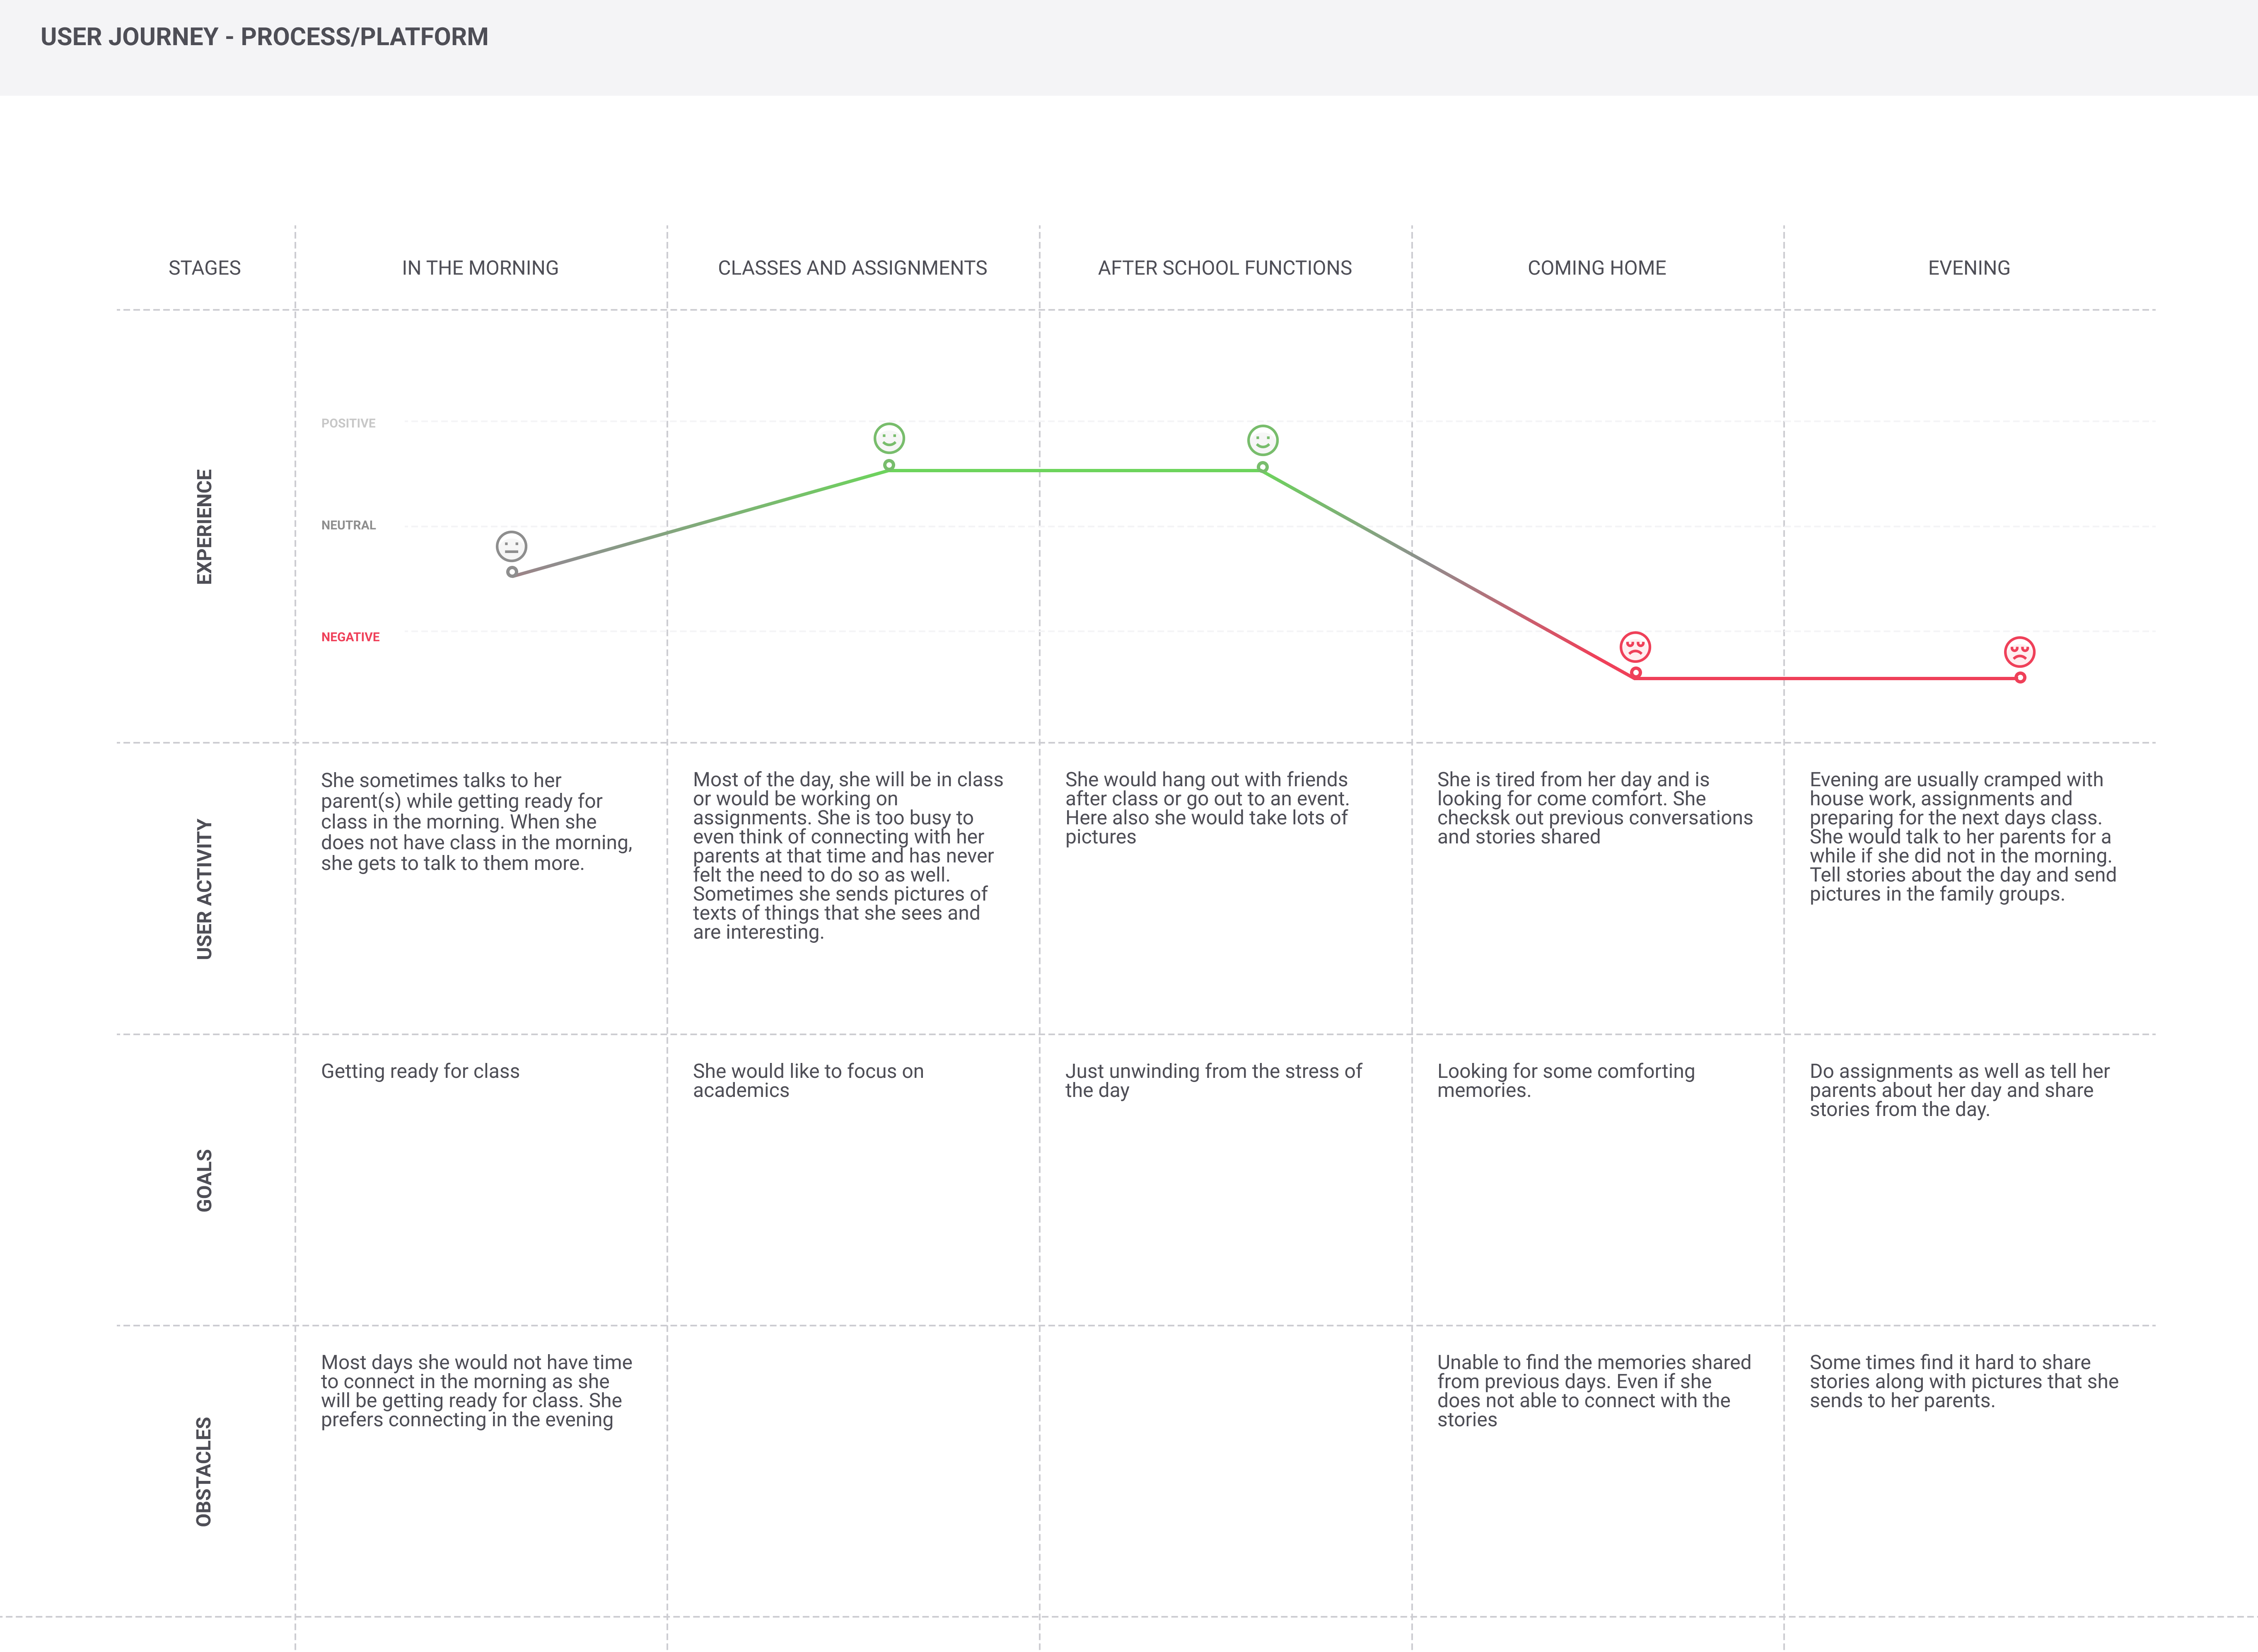 USER JOURNEY - PROCESS/PLATFORM
STAGES
IN THE MORNING
CLASSES AND ASSIGNMENTS
AFTER SCHOOL FUNCTIONS
COMING HOME
EVENING
EXPERIENCE
POSITIVE
NEUTRAL
NEGATIVE
USER ACTIVITY
She sometimes talks to her
parent(s) while getting ready for
class in the morning. When she
does not have class in the morning,
she gets to talk to them more.
Most of the day, she will be in class
or would be working on
assignments. She is too busy to
even think of connecting with her
parents at that time and has never
felt the need to do so as well.
Sometimes she sends pictures of
texts of things that she sees and
are interesting.
She would hang out with friends
after class or go out to an event.
Here also she would take lots of
pictures
She is tired from her day and is
looking for come comfort. She
checksk out previous conversations
and stories shared
Evening are usually cramped with
house work, assignments and
preparing for the next days class.
She would talk to her parents for a
while if she did not in the morning.
Tell stories about the day and send
pictures in the family groups.
GOALS
Getting ready for class
She would like to focus on
academics
Just unwinding from the stress of
the day
Looking for some comforting
memories.
Do assignments as well as tell her
parents about her day and share
stories from the day.
OBSTACLES
Most days she would not have time
to connect in the morning as she
will be getting ready for class. She
prefers connecting in the evening
Unable to find the memories shared
from previous days. Even if she
does not able to connect with the
stories
Some times find it hard to share
stories along with pictures that she
sends to her parents.